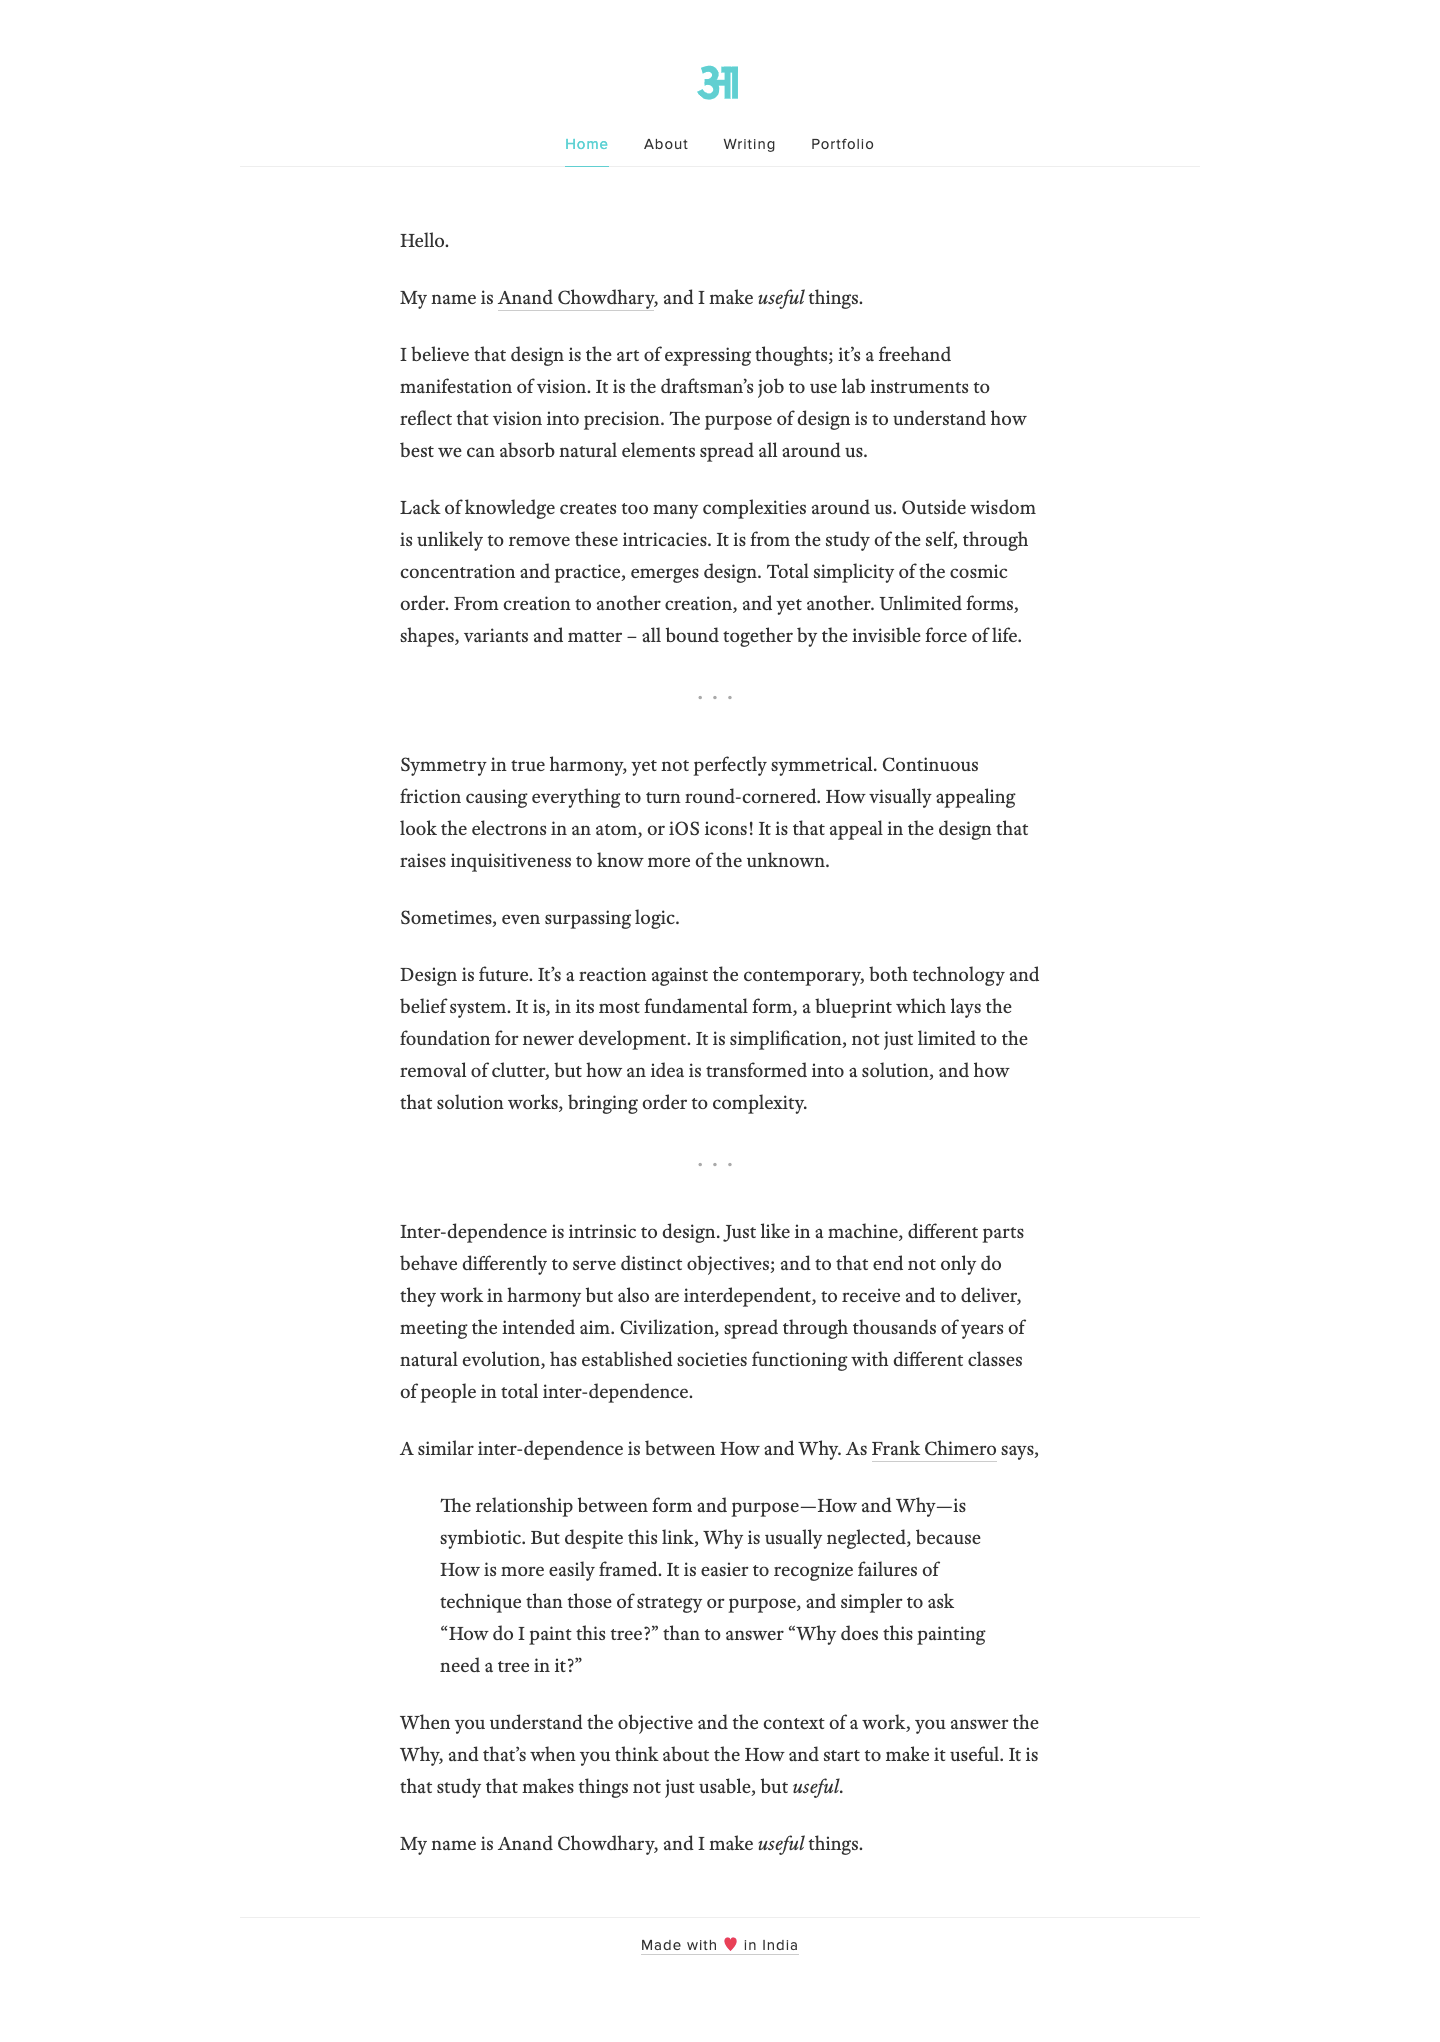 आ
Home About Writing Portfolio
Hello.
My name is Anand Chowdhary, and I make useful things.
I believe that design is the art of expressing thoughts; it’s a freehand
manifestation of vision. It is the draftsman’s job to use lab instruments to
reflect that vision into precision. The purpose of design is to understand how
best we can absorb natural elements spread all around us.
Lack of knowledge creates too many complexities around us. Outside wisdom
is unlikely to remove these intricacies. It is from the study of the self, through
concentration and practice, emerges design. Total simplicity of the cosmic
order. From creation to another creation, and yet another. Unlimited forms,
shapes, variants and matter – all bound together by the invisible force of life.
· · ·
Symmetry in true harmony, yet not perfectly symmetrical. Continuous
friction causing everything to turn round-cornered. How visually appealing
look the electrons in an atom, or iOS icons! It is that appeal in the design that
raises inquisitiveness to know more of the unknown.
Sometimes, even surpassing logic.
Design is future. It’s a reaction against the contemporary, both technology and
belief system. It is, in its most fundamental form, a blueprint which lays the
foundation for newer development. It is simplification, not just limited to the
removal of clutter, but how an idea is transformed into a solution, and how
that solution works, bringing order to complexity.
· · ·
Inter-dependence is intrinsic to design. Just like in a machine, different parts
behave differently to serve distinct objectives; and to that end not only do
they work in harmony but also are interdependent, to receive and to deliver,
meeting the intended aim. Civilization, spread through thousands of years of
natural evolution, has established societies functioning with different classes
of people in total inter-dependence.
A similar inter-dependence is between How and Why. As Frank Chimero says,
The relationship between form and purpose—How and Why—is
symbiotic. But despite this link, Why is usually neglected, because
How is more easily framed. It is easier to recognize failures of
technique than those of strategy or purpose, and simpler to ask
“How do I paint this tree?” than to answer “Why does this painting
need a tree in it?”
When you understand the objective and the context of a work, you answer the
Why, and that’s when you think about the How and start to make it useful. It is
that study that makes things not just usable, but useful.
My name is Anand Chowdhary, and I make useful things.
Made with ♥ in India